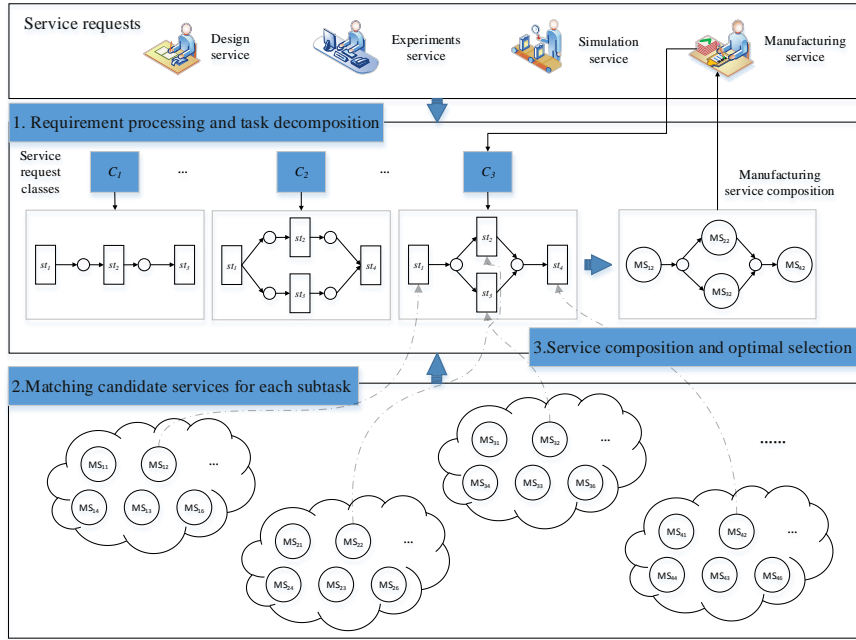 Service requests
Design
service
Experiments
service
Simulation
service
Manufacturing
service
1. Requirement processing and task decomposition
Service
request
classes
C1
...
C2
...
C3
Manufacturing
service composition
st1
st2
st3
st1
st2
st3
st4
st1
st2
st3
st4
MS12
MS22
MS32
MS42
3.Service composition and optimal selection
2.Matching candidate services for each subtask
MS11
MS12
...
MS14
MS13
MS16
MS21
MS22
...
MS24
MS23
MS26
MS31
MS32
...
MS34
MS33
MS36
......
MS41
MS42
...
MS44
MS43
MS46